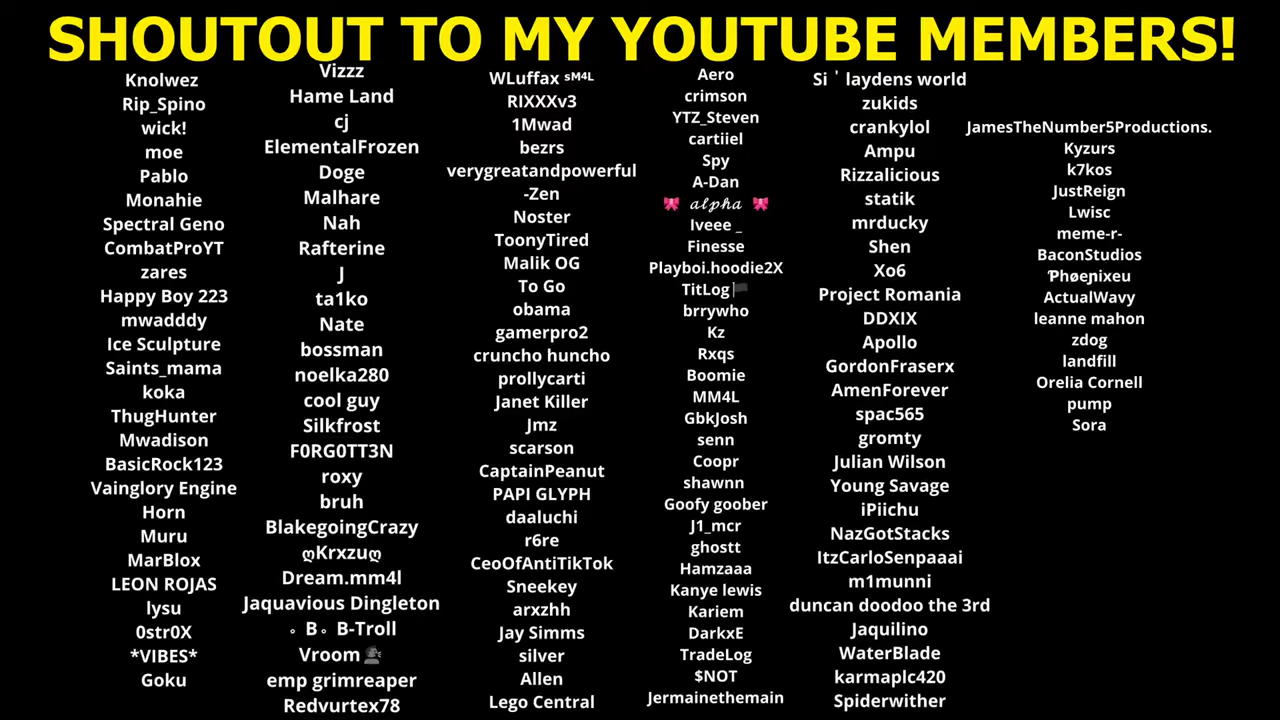 SHOUTOUT TO MY YOUTUBE MEMBERS!
Knolwez
Rip_Spino
wick!
moe
Pablo
Monahie
Spectral Geno
CombatProYT
zares
Happy Boy 223
mwadddy
Ice Sculpture
Saints_mama
koka
ThugHunter
Mwadison
BasicRock123
Vainglory Engine
Horn
Muru
MarBlox
LEON ROJAS
lysu
0str0X
*VIBES*
Goku
Vizzz
Hame Land
cj
ElementalFrozen
Doge
Malhare
Nah
Rafterine
J
ta1ko
Nate
bossman
noelka280
cool guy
Silkfrost
F0RG0TT3N
roxy
bruh
BlakegoingCrazy
ღKrxzuღ
Dream.mm4l
Jaquavious Dingleton
。B。B-Troll
Vroom🗣
emp grimreaper
Redvurtex78
WLuffax ˢᴹ⁴ᴸ
RIXXXv3
1Mwad
bezrs
verygreatandpowerful
-Zen
Noster
ToonyTired
Malik OG
To Go
obama
gamerpro2
cruncho huncho
prollycarti
Janet Killer
Jmz
scarson
CaptainPeanut
PAPI GLYPH
daaluchi
r6re
CeoOfAntiTikTok
Sneekey
arxzhh
Jay Simms
silver
Allen
Lego Central
Aero
crimson
YTZ_Steven
cartiiel
Spy
A-Dan
🎀 𝓪𝓵𝓹𝓱𝓪 🎀
Iveee _
Finesse
Playboi.hoodie2X
TitLog🏴
brrywho
Kz
Rxqs
Boomie
MM4L
GbkJosh
senn
Coopr
shawnn
Goofy goober
J1_mcr
ghostt
Hamzaaa
Kanye lewis
Kariem
DarkxE
TradeLog
$NOT
Jermainethemain
Si ' laydens world
zukids
crankylol
Ampu
Rizzalicious
statik
mrducky
Shen
Xo6
Project Romania
DDXIX
Apollo
GordonFraserx
AmenForever
spac565
gromty
Julian Wilson
Young Savage
iPiichu
NazGotStacks
ItzCarloSenpaaai
m1munni
duncan doodoo the 3rd
Jaquilino
WaterBlade
karmaplc420
Spiderwither
JamesTheNumber5Productions.
Kyzurs
k7kos
JustReign
Lwisc
meme-r-
BaconStudios
Ƥhøeɲixeu
ActualWavy
leanne mahon
zdog
landfill
Orelia Cornell
pump
Sora